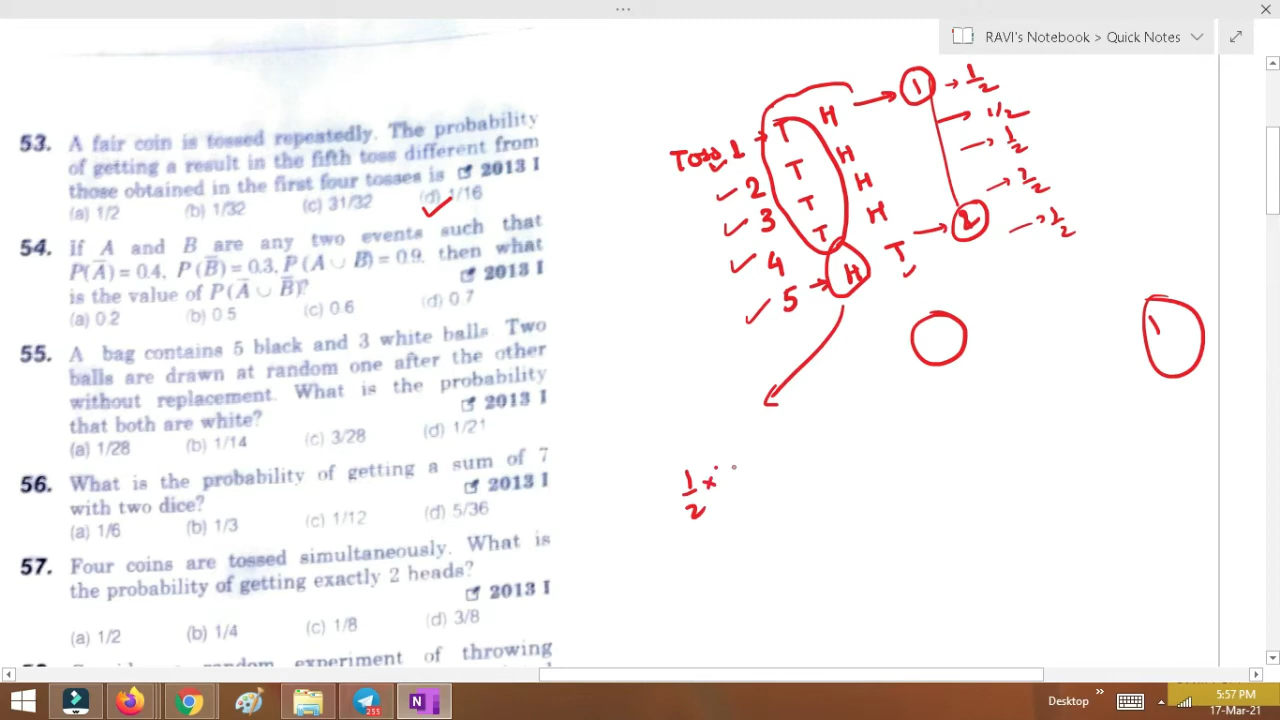 ...
RAVI's Notebook > Quick Notes
53. A fair coin is tossed repeatedly. The probability
of getting a result in the fifth toss different from
those obtained in the first four tosses is 2013 I
(a) 1/2 (b) 1/32 (c) 31/32 (d) 1/16
54. If A and B are any two events such that
P(A̅) = 0.4, P(B̅) = 0.3, P(A ∪ B) = 0.9, then what
is the value of P(A̅ ∪ B̅)? 2013 I
(a) 0.2 (b) 0.5 (c) 0.6 (d) 0.7
55. A bag contains 5 black and 3 white balls. Two
balls are drawn at random one after the other
without replacement. What is the probability
that both are white? 2013 I
(a) 1/28 (b) 1/14 (c) 3/28 (d) 1/21
56. What is the probability of getting a sum of 7
with two dice? 2013 I
(a) 1/6 (b) 1/3 (c) 1/12 (d) 5/36
57. Four coins are tossed simultaneously. What is
the probability of getting exactly 2 heads?
2013 I
(a) 1/2 (b) 1/4 (c) 1/8 (d) 3/8
random experiment of throwing
Toss 1 → T H → 1 → 1/2
2 T H → 1/2
3 T H → 1/2
4 T H → 1/2
5 → H T → 2 → 1/2
1
1/2 ×
255
Desktop
5:57 PM
17-Mar-21